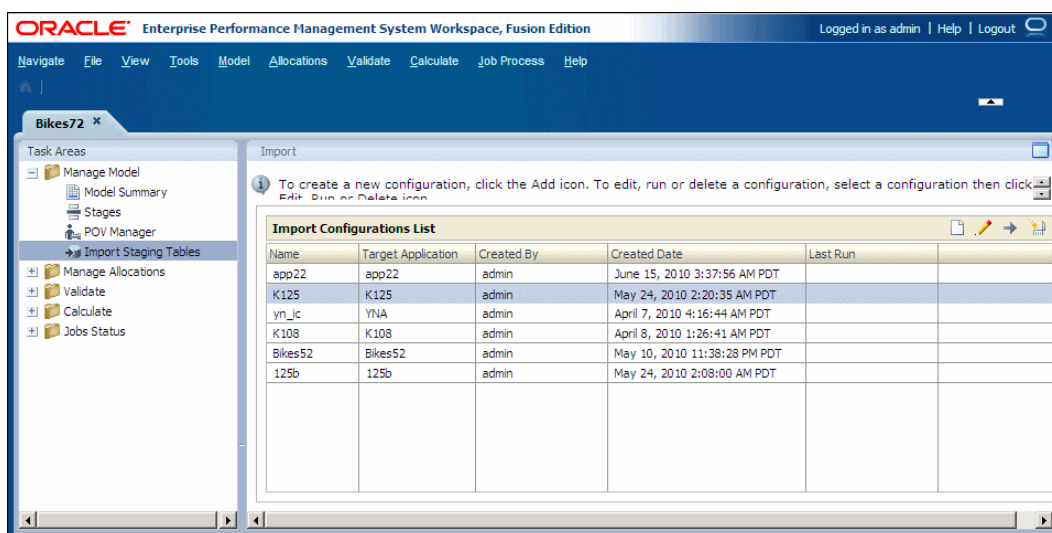 ORACLE Enterprise Performance Management System Workspace, Fusion Edition Logged in as admin | Help | Logout
Navigate File View Tools Model Allocations Validate Calculate Job Process Help
Bikes72
Task Areas
Manage Model
Model Summary
Stages
POV Manager
Import Staging Tables
Manage Allocations
Validate
Calculate
Jobs Status
Import
To create a new configuration, click the Add icon. To edit, run or delete a configuration, select a configuration then click
Edit, Run or Delete icon
Import Configurations List
Name Target Application Created By Created Date Last Run
app22 app22 admin June 15, 2010 3:37:56 AM PDT
K125 K125 admin May 24, 2010 2:20:35 AM PDT
yn_ic YNA admin April 7, 2010 4:16:44 AM PDT
K108 K108 admin April 8, 2010 1:26:41 AM PDT
Bikes52 Bikes52 admin May 10, 2010 11:38:28 PM PDT
125b 125b admin May 24, 2010 2:08:00 AM PDT